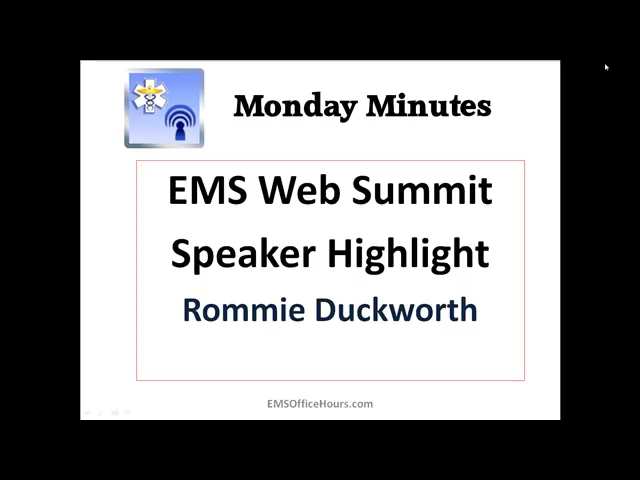 Monday Minutes
EMS Web Summit
Speaker Highlight
Rommie Duckworth
EMSOfficeHours.com